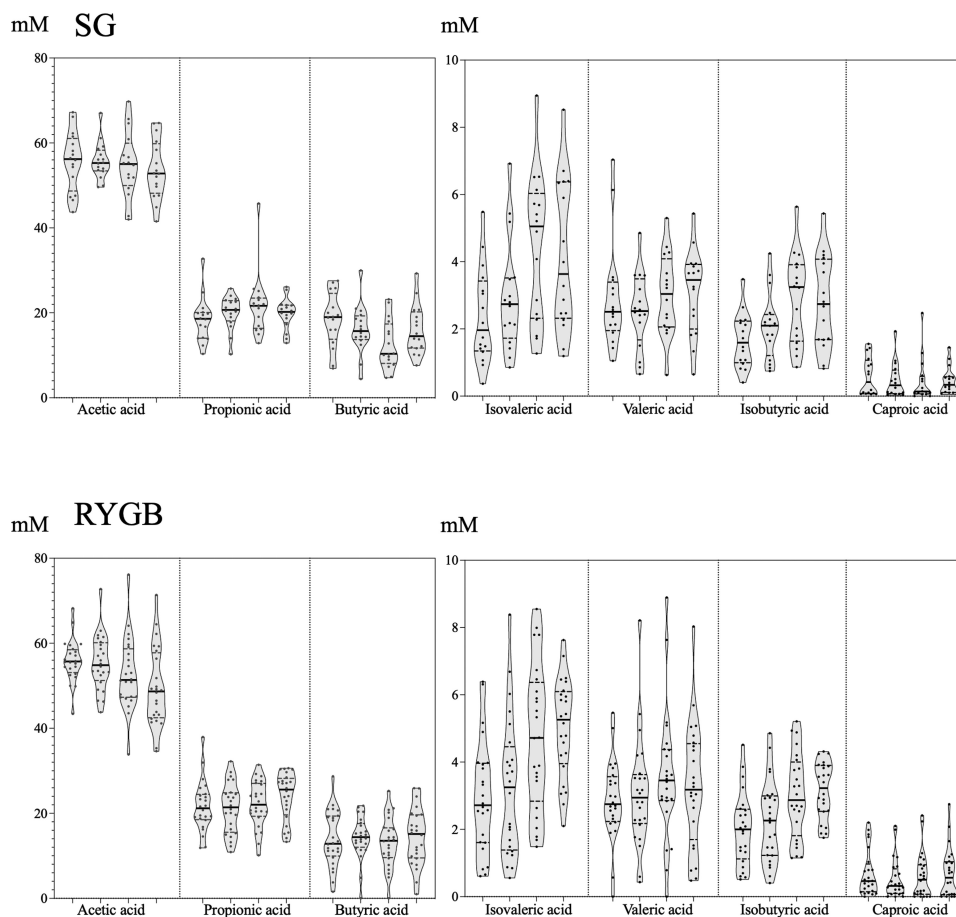 SG
mM
mM
80
60
40
20
0
Acetic acid
Propionic acid
Butyric acid
10
8
6
4
2
0
Isovaleric acid
Valeric acid
Isobutyric acid
Caproic acid
RYGB
mM
mM
80
60
40
20
0
Acetic acid
Propionic acid
Butyric acid
10
8
6
4
2
0
Isovaleric acid
Valeric acid
Isobutyric acid
Caproic acid